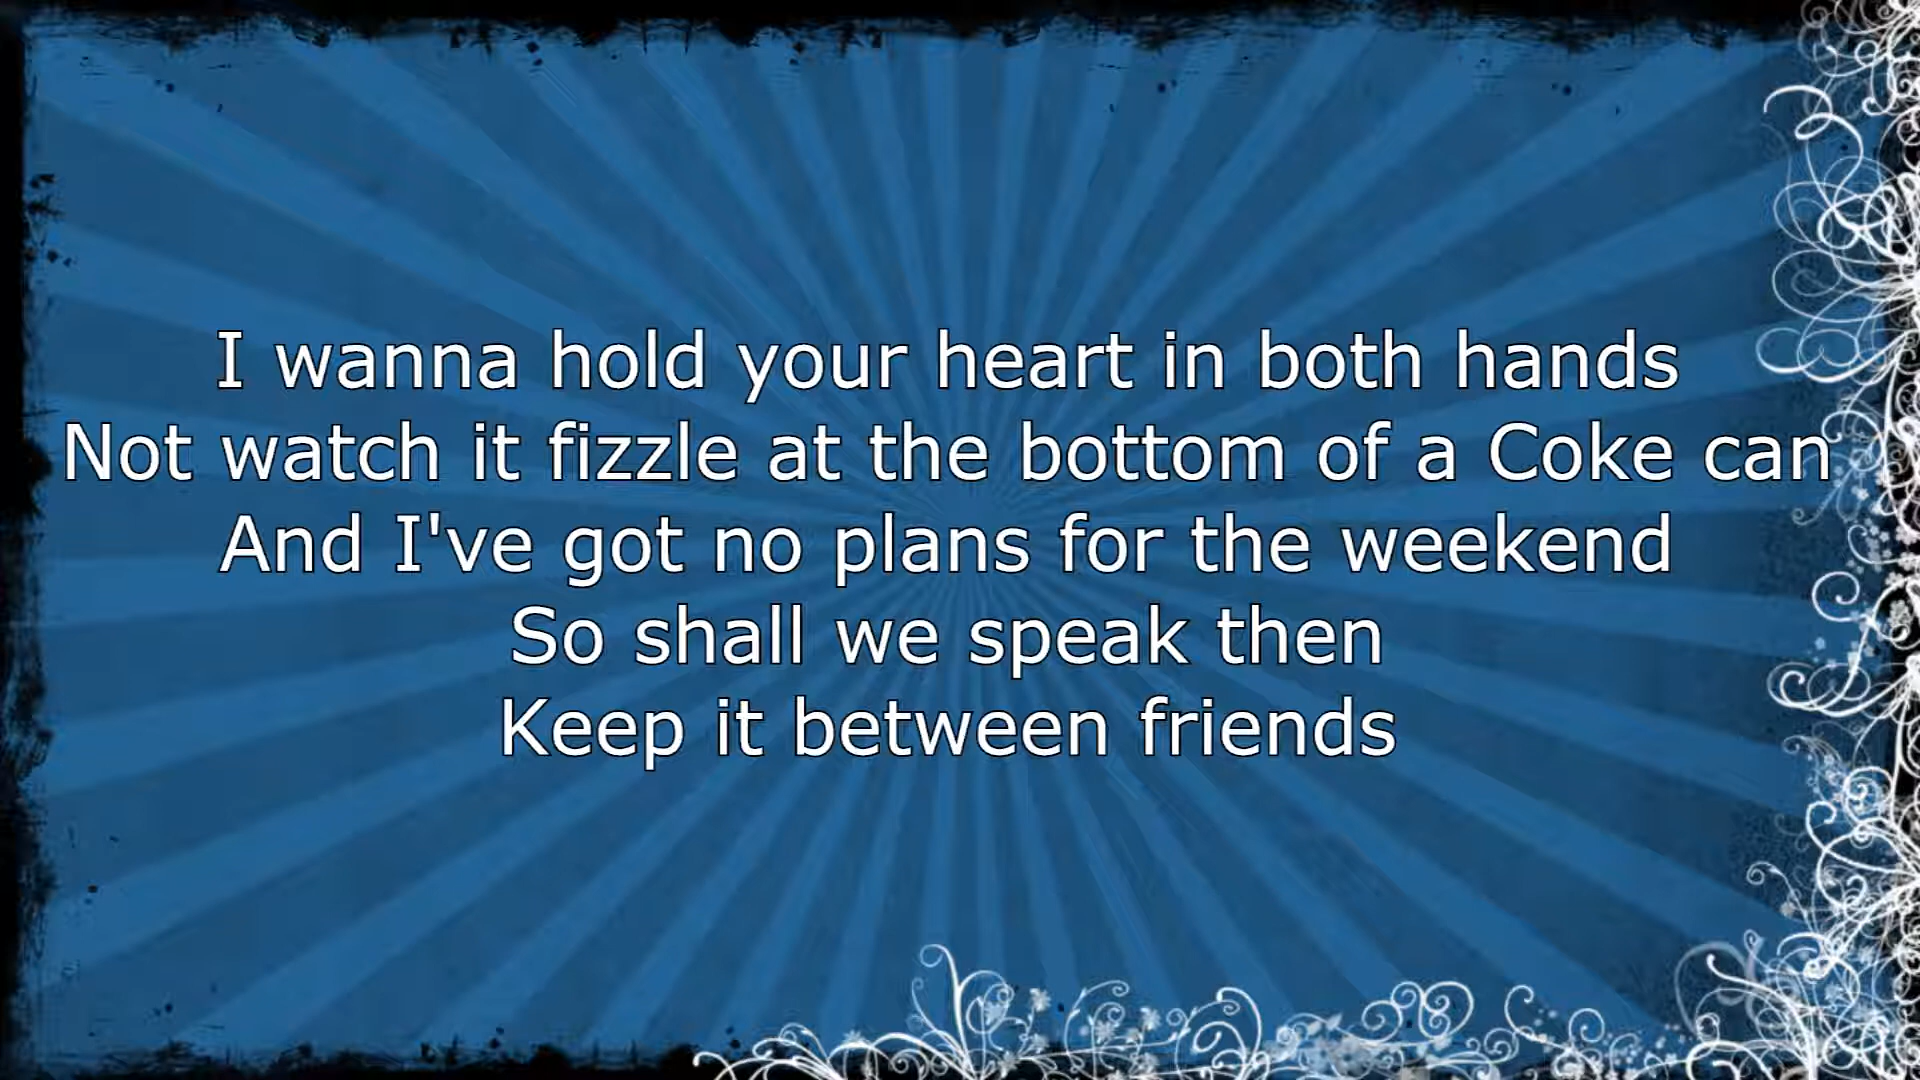 I wanna hold your heart in both hands
Not watch it fizzle at the bottom of a Coke can
And I've got no plans for the weekend
So shall we speak then
Keep it between friends